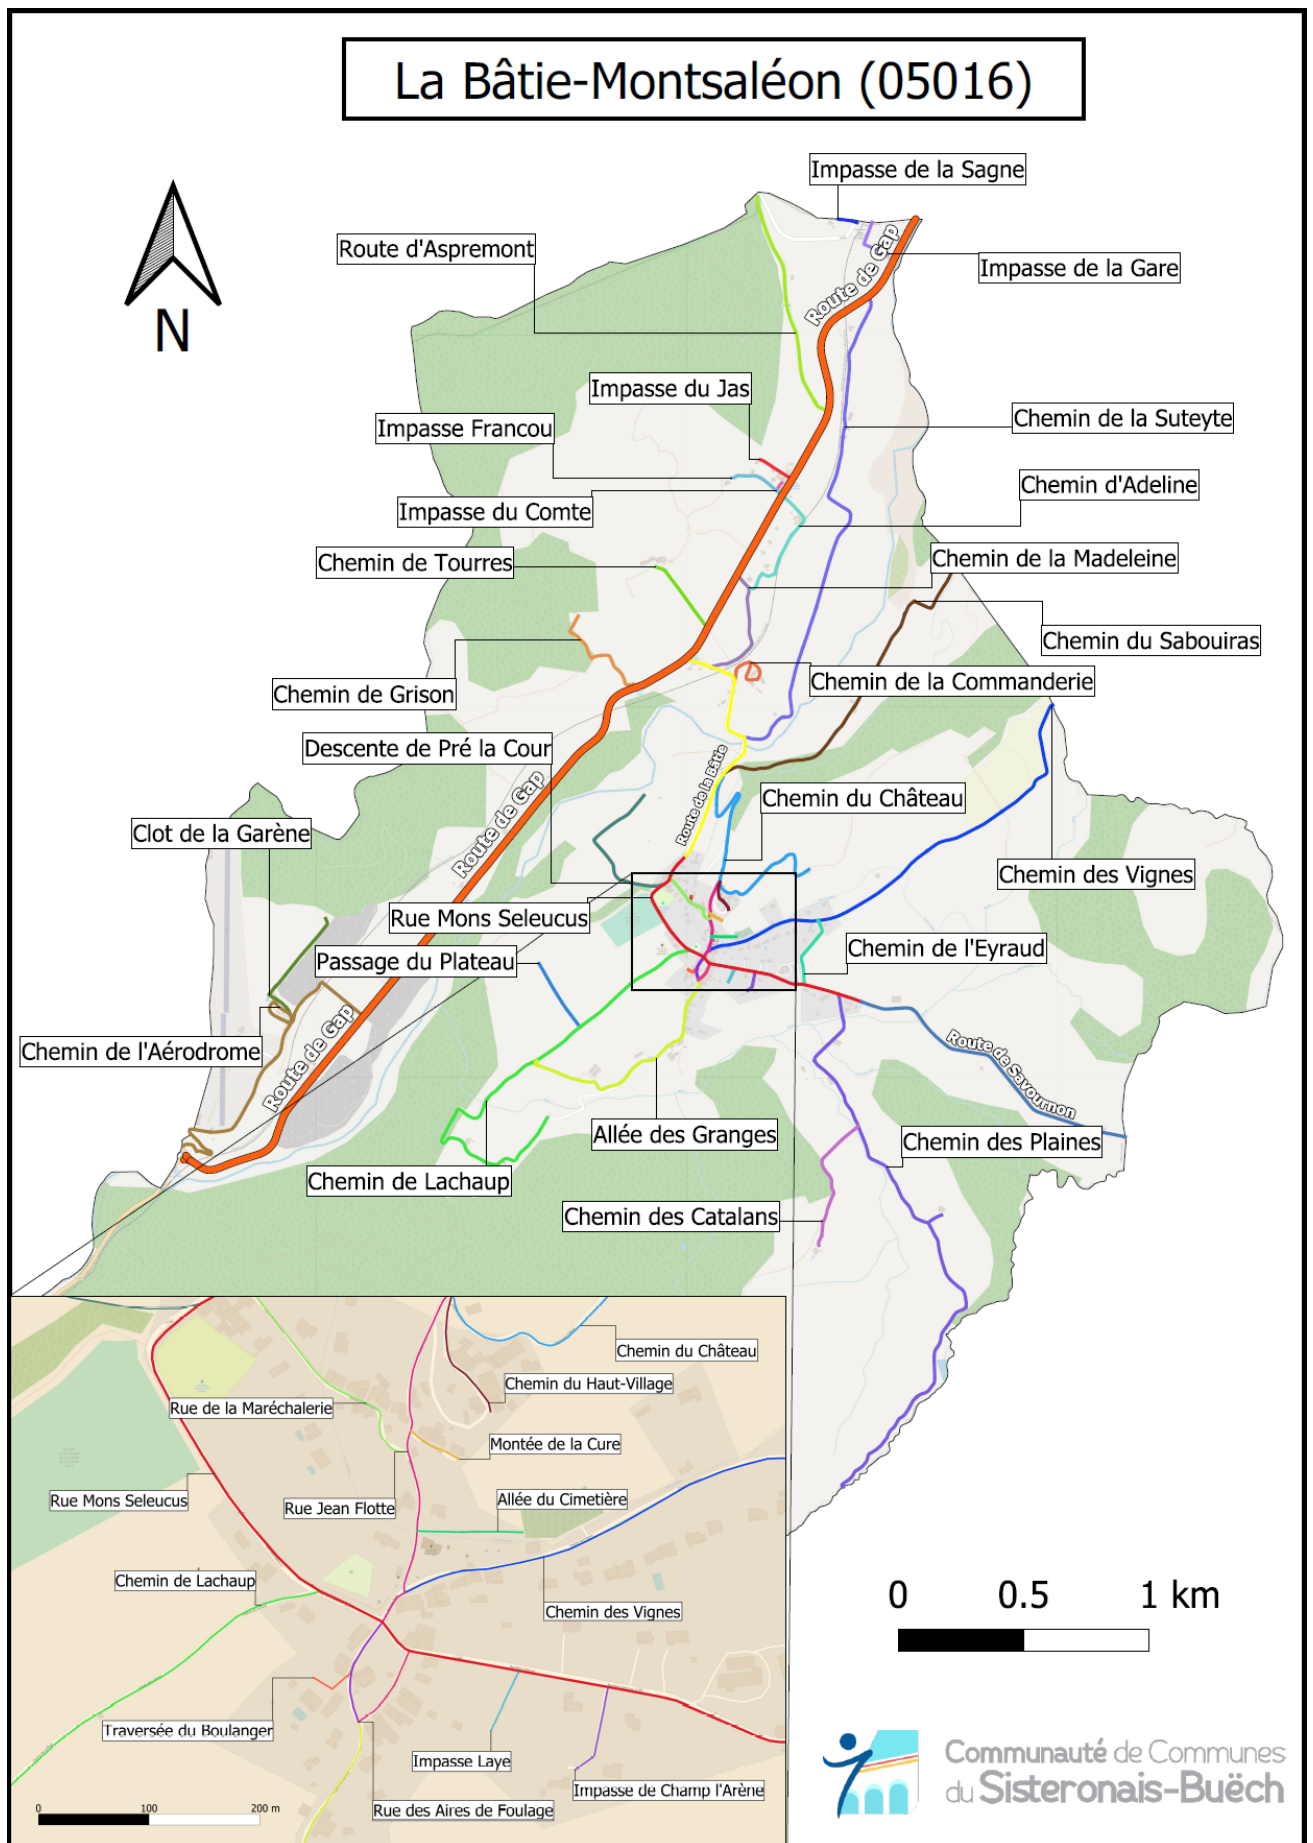 La Bâtie-Montsaléon (05016)
Impasse de la Sagne
Route d'Aspremont
Route de Gap
Impasse de la Gare
N
Impasse du Jas
Chemin de la Suteyte
Impasse Francou
Chemin d'Adeline
Impasse du Comte
Chemin de la Madeleine
Chemin de Tourres
Chemin du Sabouiras
Chemin de la Commanderie
Chemin de Grison
Descente de Pré la Cour
Route de la Bâtie
Chemin du Château
Route de Gap
Clot de la Garène
Chemin des Vignes
Rue Mons Seleucus
Chemin de l'Eyraud
Passage du Plateau
Chemin de l'Aérodrome
Route de Gap
Route de Savournon
Allée des Granges
Chemin des Plaines
Chemin de Lachaup
Chemin des Catalans
Chemin du Château
Chemin du Haut-Village
Rue de la Maréchalerie
Montée de la Cure
Rue Mons Seleucus
Rue Jean Flotte
Allée du Cimetière
Chemin de Lachaup
Chemin des Vignes
Traversée du Boulanger
Impasse Laye
Impasse de Champ l'Arène
Rue des Aires de Foulage
0 100 200 m
0 0.5 1 km
Communauté de Communes
du Sisteronais-Buëch